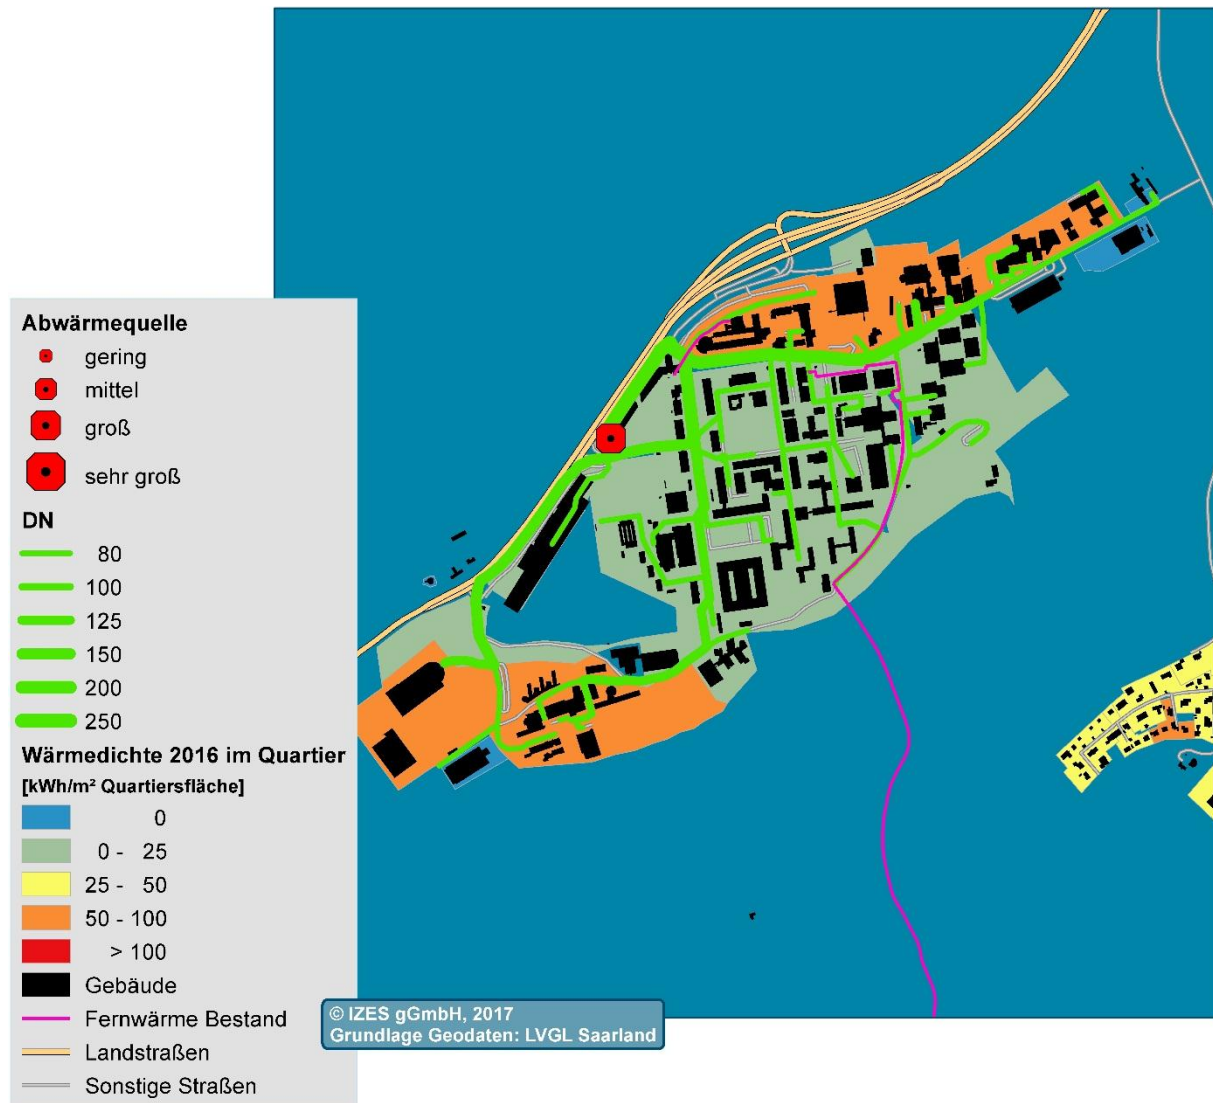 Abwärmequelle
gering
mittel
groß
sehr groß
DN
80
100
125
150
200
250
Wärmedichte 2016 im Quartier
[kWh/m² Quartiersfläche]
0
0 - 25
25 - 50
50 - 100
> 100
Gebäude
Fernwärme Bestand
Landstraßen
Sonstige Straßen
© IZES gGmbH, 2017
Grundlage Geodaten: LVGL Saarland